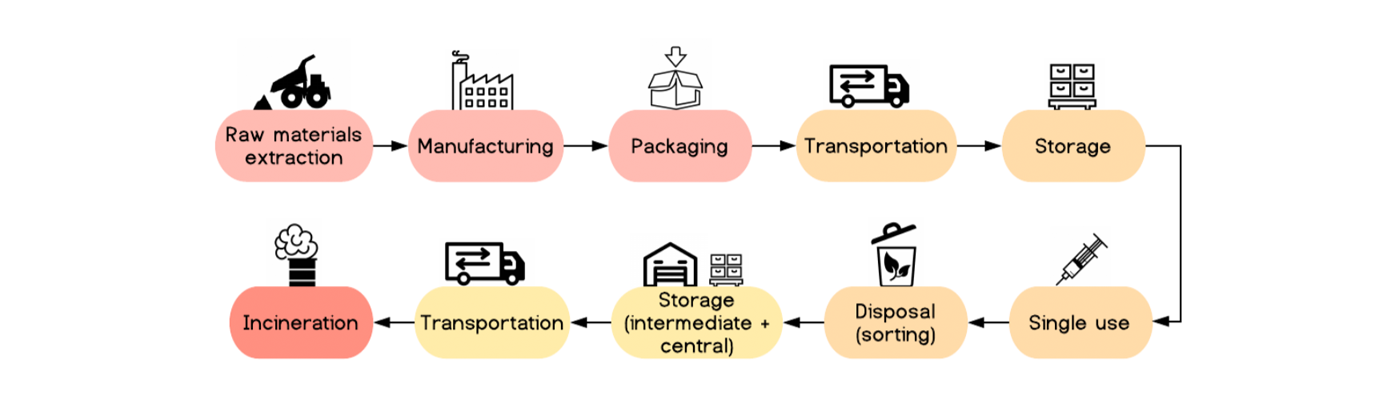 Raw materials
extraction
Manufacturing
Packaging
Transportation
Storage
Single use
Disposal
(sorting)
Storage
(intermediate +
central)
Transportation
Incineration